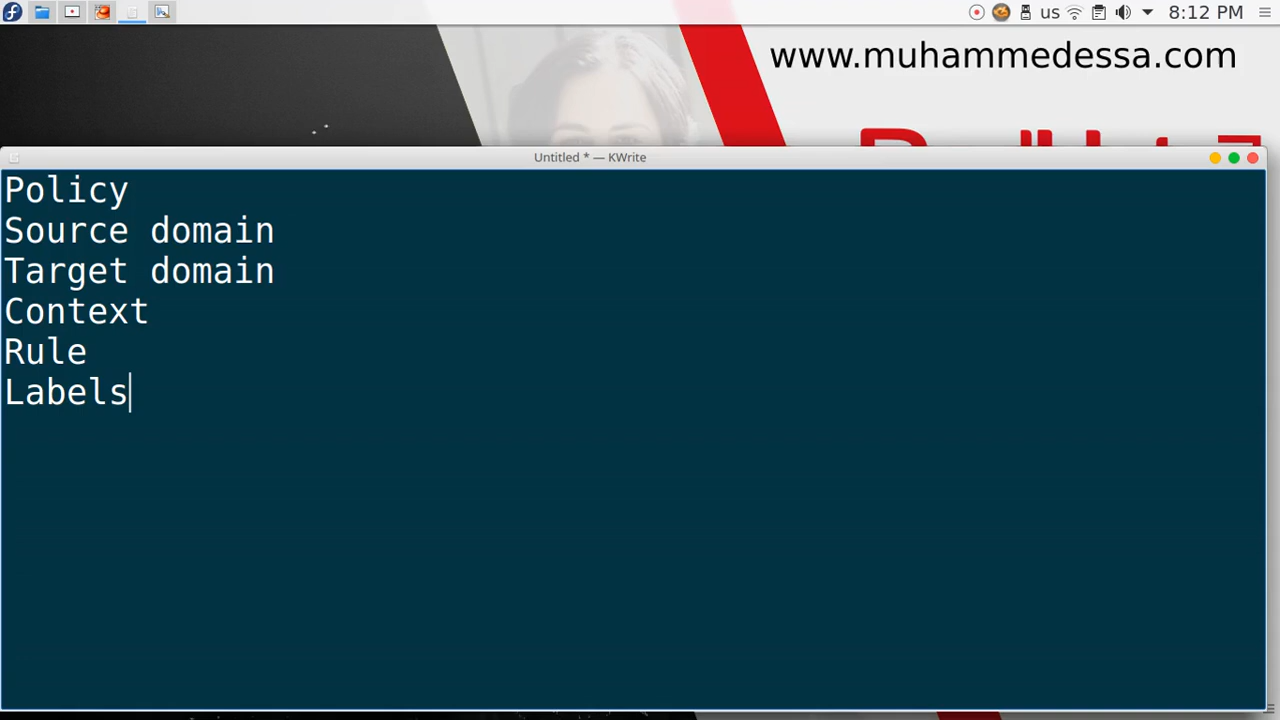 us
8:12 PM
www.muhammedessa.com
Untitled * — KWrite
Policy
Source domain
Target domain
Context
Rule
Labels